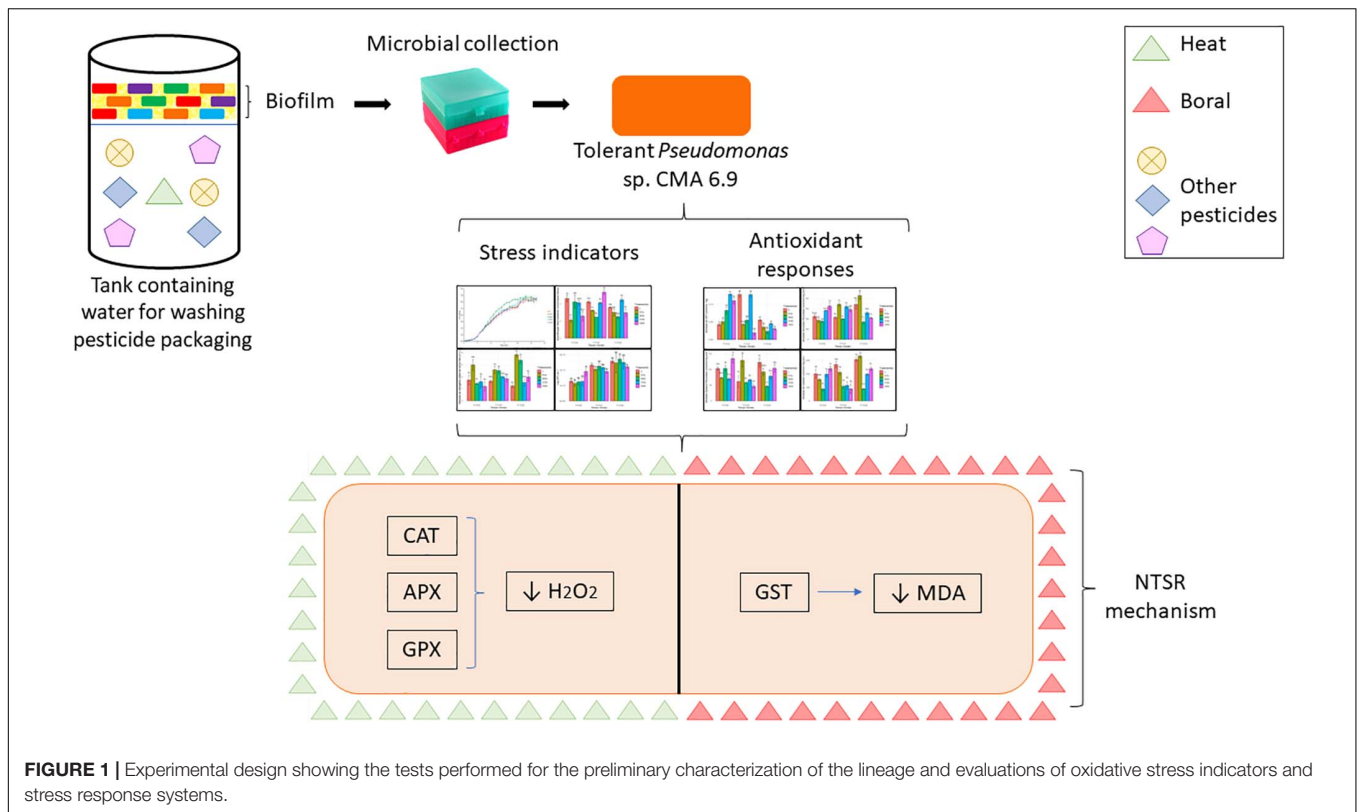 Microbial collection
Biofilm
Tolerant Pseudomonas
sp. CMA 6.9
Heat
Boral
Other
pesticides
Tank containing
water for washing
pesticide packaging
Stress indicators
Antioxidant
responses
CAT
APX
GPX
↓ H2O2
GST
↓ MDA
NTSR
mechanism
FIGURE 1 | Experimental design showing the tests performed for the preliminary characterization of the lineage and evaluations of oxidative stress indicators and
stress response systems.